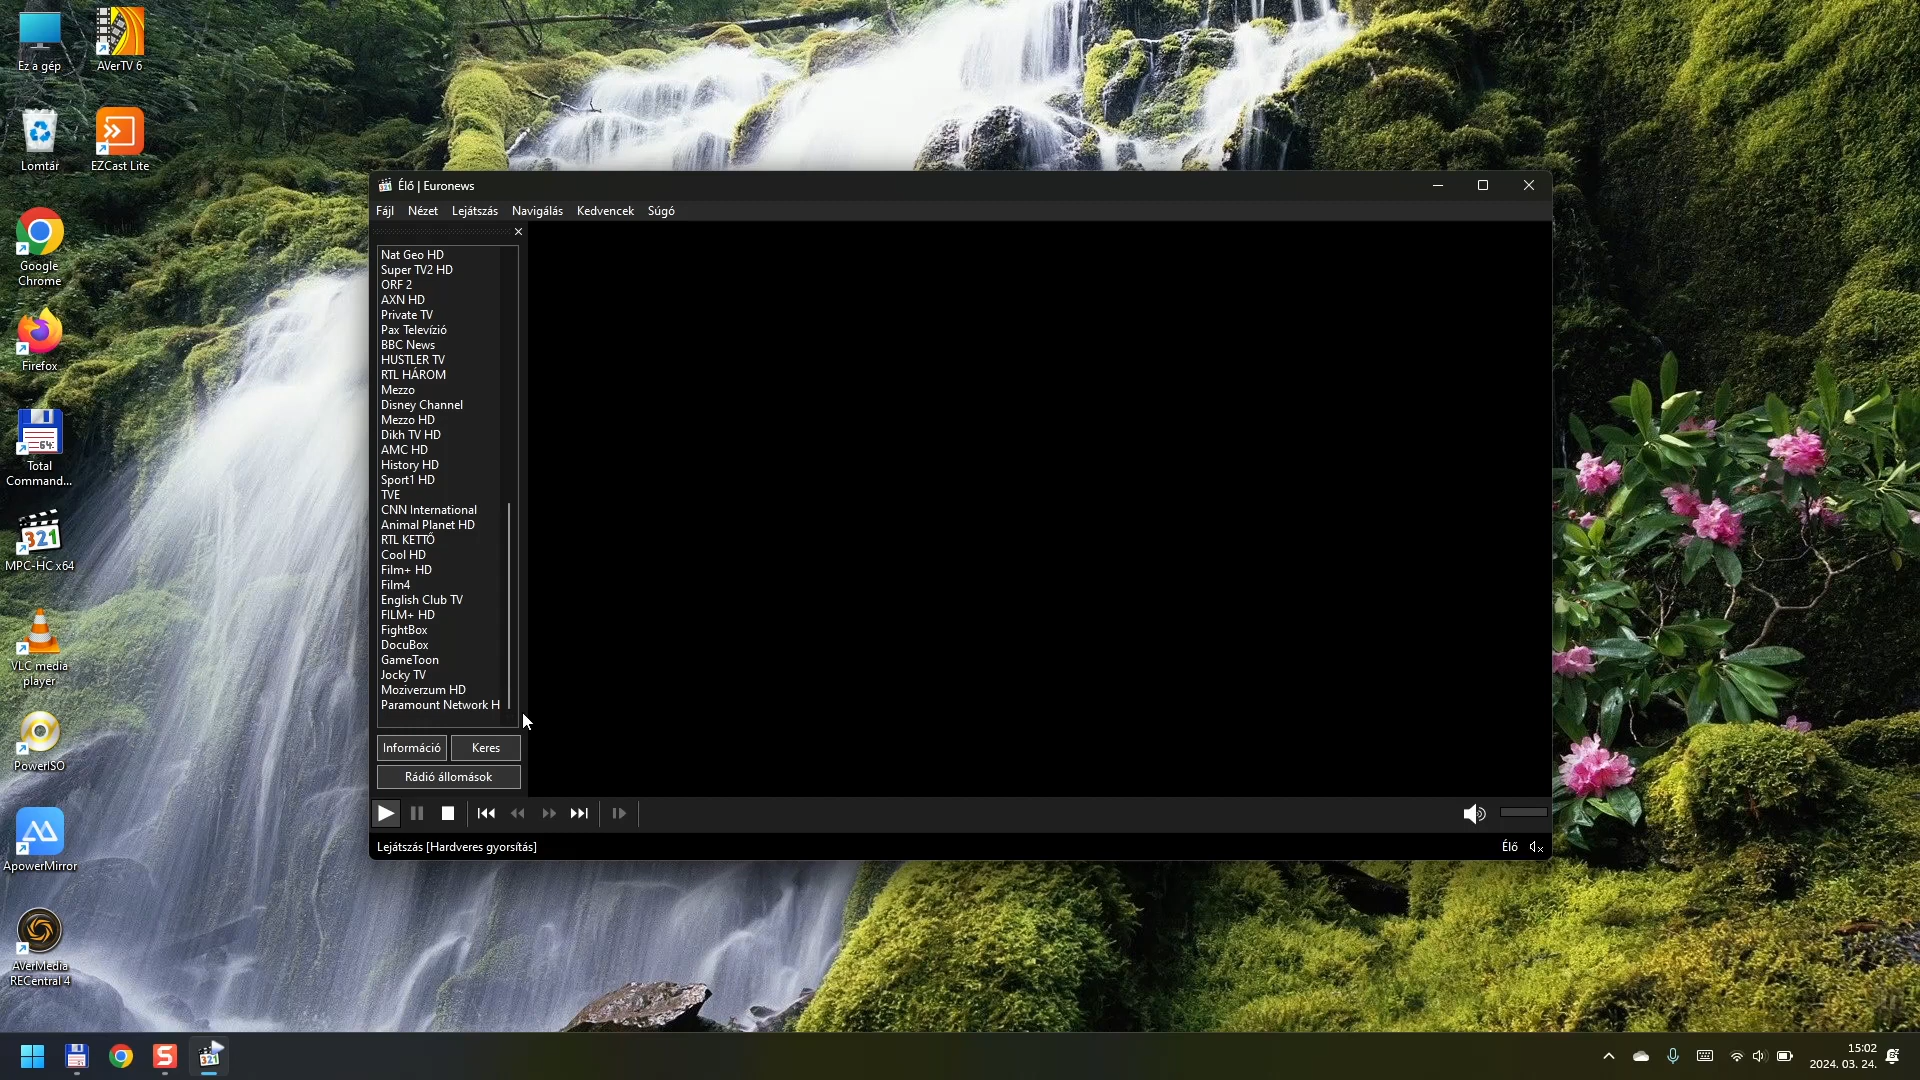 Ez a gép
AVerTV 6
Lomtár
EZCast Lite
Google
Chrome
Firefox
Total
Command...
MPC-HC x64
VLC media
player
PowerISO
ApowerMirror
AVerMedia
RECentral 4
Élő | Euronews
Fájl Nézet Lejátszás Navigálás Kedvencek Súgó
Nat Geo HD
Super TV2 HD
ORF 2
AXN HD
Private TV
Pax Televízió
BBC News
HUSTLER TV
RTL HÁROM
Mezzo
Disney Channel
Mezzo HD
Dikh TV HD
AMC HD
History HD
Sport1 HD
TVE
CNN International
Animal Planet HD
RTL KETTŐ
Cool HD
Film+ HD
Film4
English Club TV
FILM+ HD
FightBox
DocuBox
GameToon
Jocky TV
Moziverzum HD
Paramount Network H
Információ Keres
Rádió állomások
Lejátszás [Hardveres gyorsítás]
Élő
15:02
2024. 03. 24.